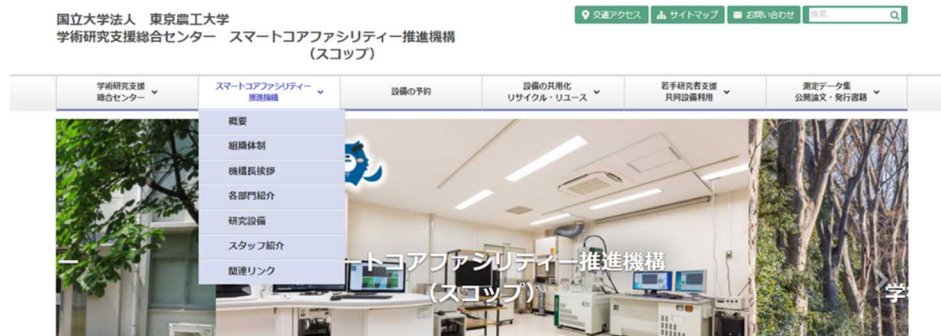 国立大学法人　東京農工大学
学術研究支援総合センター　スマートコアファシリティー推進機構
（スコップ）
交通アクセス
サイトマップ
お問い合わせ
検索.
学術研究支援
総合センター
スマートコアファシリティー
推進機構
設備の予約
設備の共用化
リサイクル・リユース
若手研究者支援
共同設備利用
測定データ集
公開論文・発行書籍
概要
組織体制
機構長挨拶
各部門紹介
研究設備
スタッフ紹介
関連リンク
ートコアファシリティー推進機構
（スコップ）
ー
学